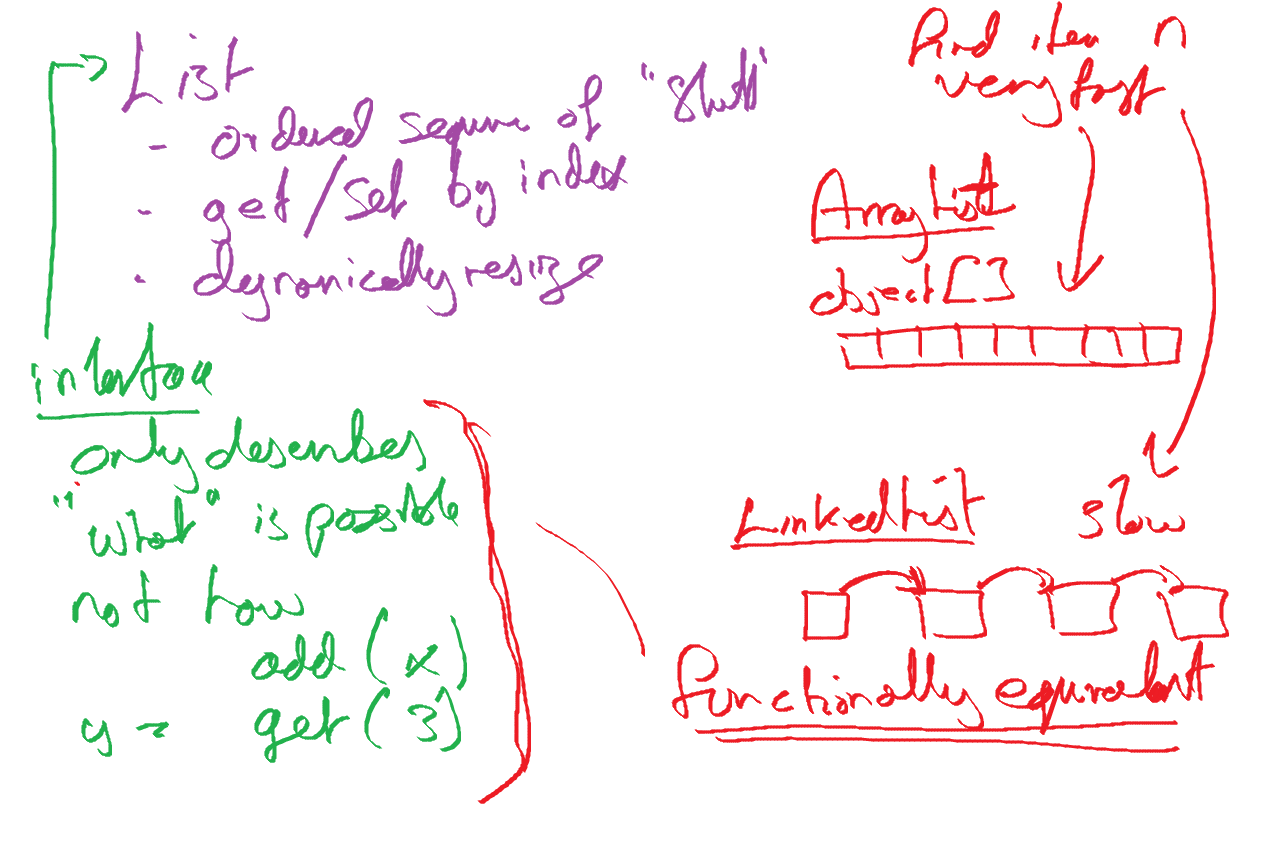 List
- ordered sequence of "stuff"
- get/set by index
- dynamically resize
interface
only describes
"what" is possible
not how
add(x)
y = get(3)
find item n
very fast
ArrayList
object[]
LinkedList slow
functionally equivalent